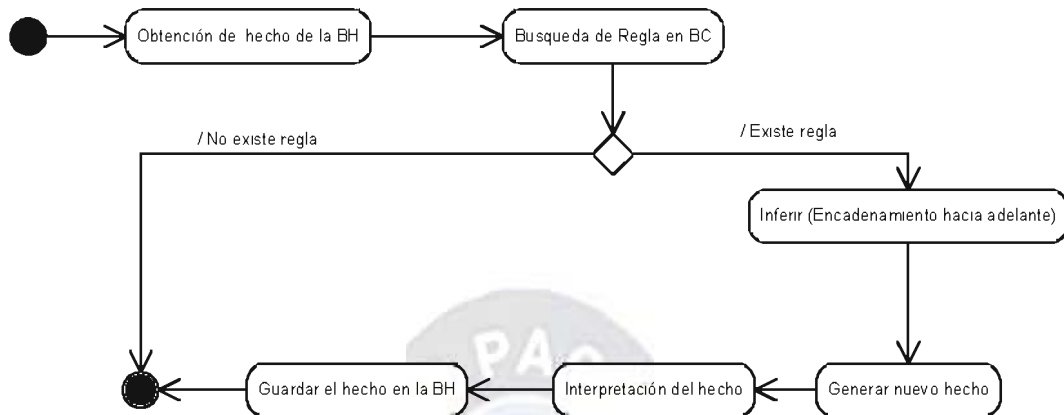 Obtención de hecho de la BH
Busqueda de Regla en BC
/ No existe regla
/ Existe regla
Inferir (Encadenamiento hacia adelante)
PAC
Guardar el hecho en la BH
Interpretación del hecho
Generar nuevo hecho